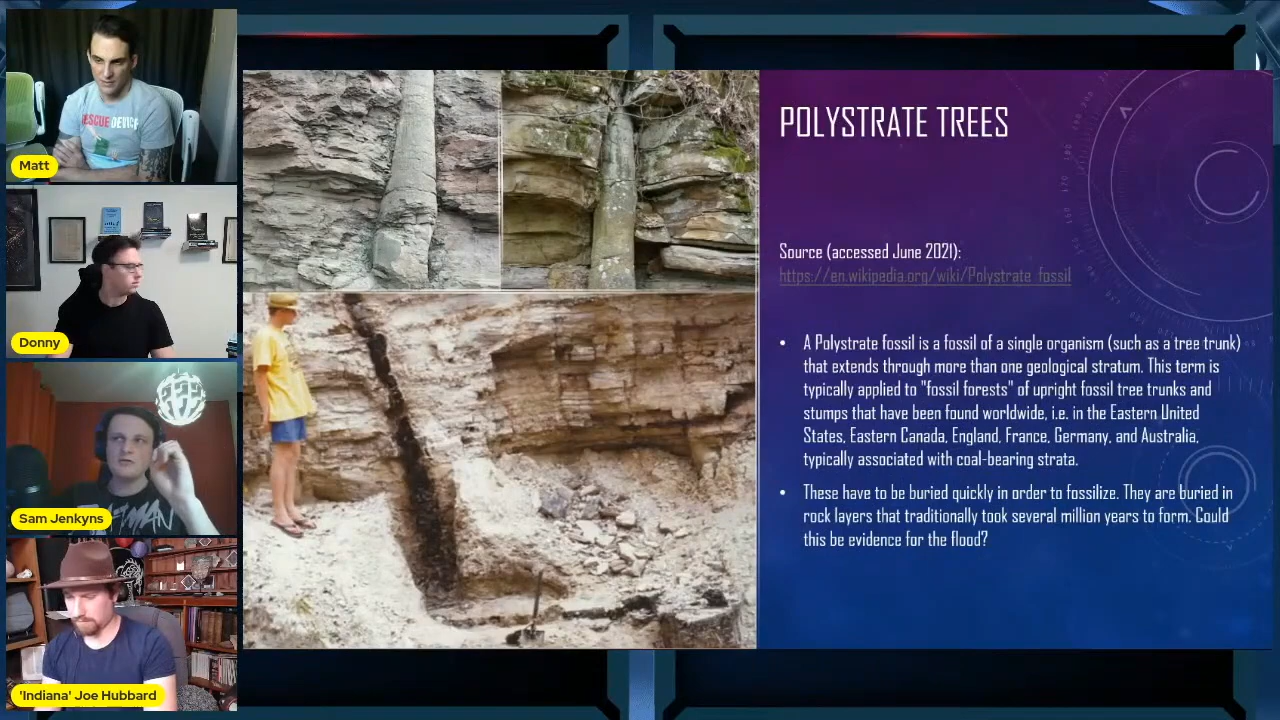 RESCUE DEVICE
Matt
Donny
Sam Jenkyns
'Indiana' Joe Hubbard
POLYSTRATE TREES
Source (accessed June 2021):
https://en.wikipedia.org/wiki/Polystrate_fossil
• A Polystrate fossil is a fossil of a single organism (such as a tree trunk)
that extends through more than one geological stratum. This term is
typically applied to "fossil forests" of upright fossil tree trunks and
stumps that have been found worldwide, i.e. in the Eastern United
States, Eastern Canada, England, France, Germany, and Australia,
typically associated with coal-bearing strata.
• These have to be buried quickly in order to fossilize. They are buried in
rock layers that traditionally took several million years to form. Could
this be evidence for the flood?